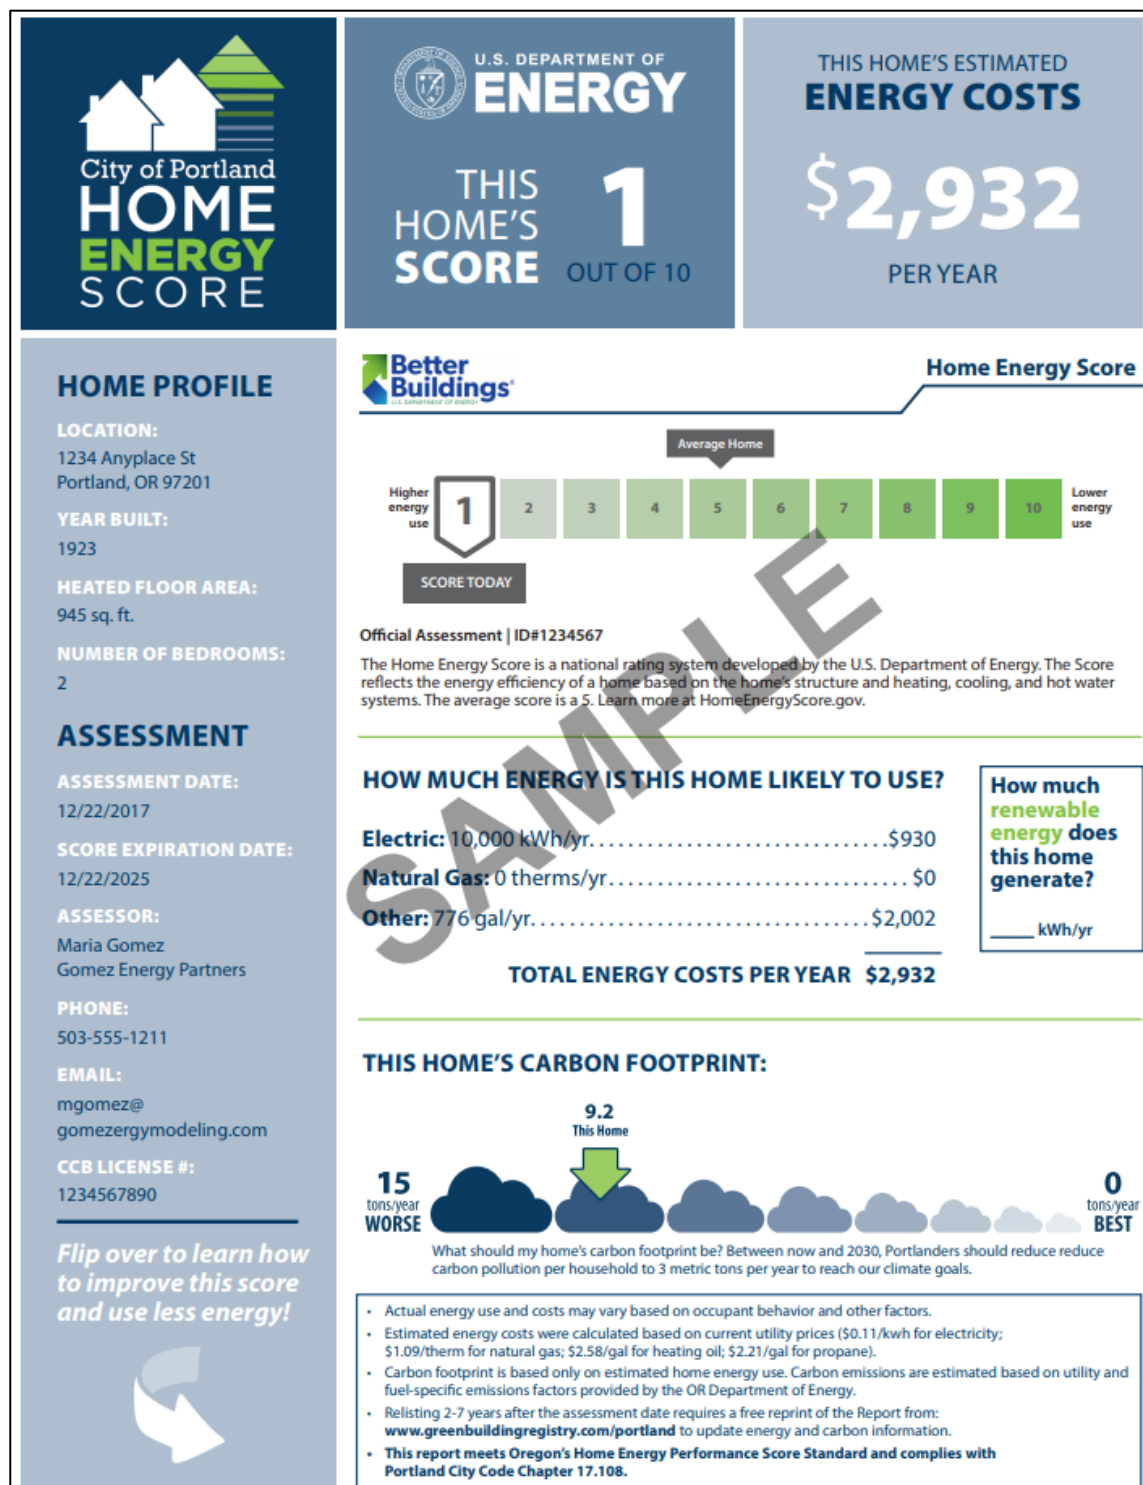 City of Portland
HOME
ENERGY
SCORE
U.S. DEPARTMENT OF
ENERGY
THIS
HOME'S
SCORE
1
OUT OF 10
THIS HOME'S ESTIMATED
ENERGY COSTS
$2,932
PER YEAR
HOME PROFILE
LOCATION:
1234 Anyplace St
Portland, OR 97201
YEAR BUILT:
1923
HEATED FLOOR AREA:
945 sq. ft.
NUMBER OF BEDROOMS:
2
ASSESSMENT
ASSESSMENT DATE:
12/22/2017
SCORE EXPIRATION DATE:
12/22/2025
ASSESSOR:
Maria Gomez
Gomez Energy Partners
PHONE:
503-555-1211
EMAIL:
mgomez@
gomezergymodeling.com
CCB LICENSE #:
1234567890
Flip over to learn how
to improve this score
and use less energy!
Better
Buildings®
U.S. DEPARTMENT OF ENERGY
Home Energy Score
Average Home
Higher
energy
use
1 2 3 4 5 6 7 8 9 10
Lower
energy
use
SCORE TODAY
SAMPLE
Official Assessment | ID#1234567
The Home Energy Score is a national rating system developed by the U.S. Department of Energy. The Score
reflects the energy efficiency of a home based on the home's structure and heating, cooling, and hot water
systems. The average score is a 5. Learn more at HomeEnergyScore.gov.
HOW MUCH ENERGY IS THIS HOME LIKELY TO USE?
Electric: 10,000 kWh/yr. . . . . . . . . . . . . . . . . . . . . . . . . . . . . .$930
Natural Gas: 0 therms/yr. . . . . . . . . . . . . . . . . . . . . . . . . . . . . . $0
Other: 776 gal/yr. . . . . . . . . . . . . . . . . . . . . . . . . . . . . . . . . .$2,002
TOTAL ENERGY COSTS PER YEAR $2,932
How much
renewable
energy does
this home
generate?
_____ kWh/yr
THIS HOME'S CARBON FOOTPRINT:
9.2
This Home
15
tons/year
WORSE
0
tons/year
BEST
What should my home's carbon footprint be? Between now and 2030, Portlanders should reduce reduce
carbon pollution per household to 3 metric tons per year to reach our climate goals.
• Actual energy use and costs may vary based on occupant behavior and other factors.
• Estimated energy costs were calculated based on current utility prices ($0.11/kwh for electricity;
$1.09/therm for natural gas; $2.58/gal for heating oil; $2.21/gal for propane).
• Carbon footprint is based only on estimated home energy use. Carbon emissions are estimated based on utility and
fuel-specific emissions factors provided by the OR Department of Energy.
• Relisting 2-7 years after the assessment date requires a free reprint of the Report from:
www.greenbuildingregistry.com/portland to update energy and carbon information.
• This report meets Oregon's Home Energy Performance Score Standard and complies with
Portland City Code Chapter 17.108.